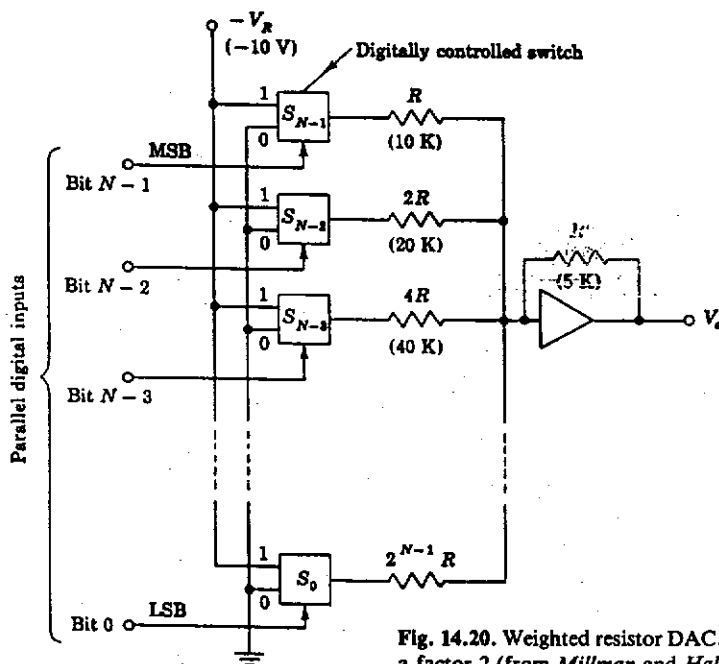 −V_R
(−10 V)
Digitally controlled switch
1
S_{N−1}
R
0
(10 K)
MSB
Bit N − 1
1
S_{N−2}
2R
0
(20 K)
Bit N − 2
(5 K)
1
S_{N−3}
4R
0
(40 K)
Bit N − 3
Parallel digital inputs
1
S_0
2^{N−1} R
0
Bit 0
LSB
Fig. 14.20. Weighted resistor DAC.
a factor 2 (from Millman and